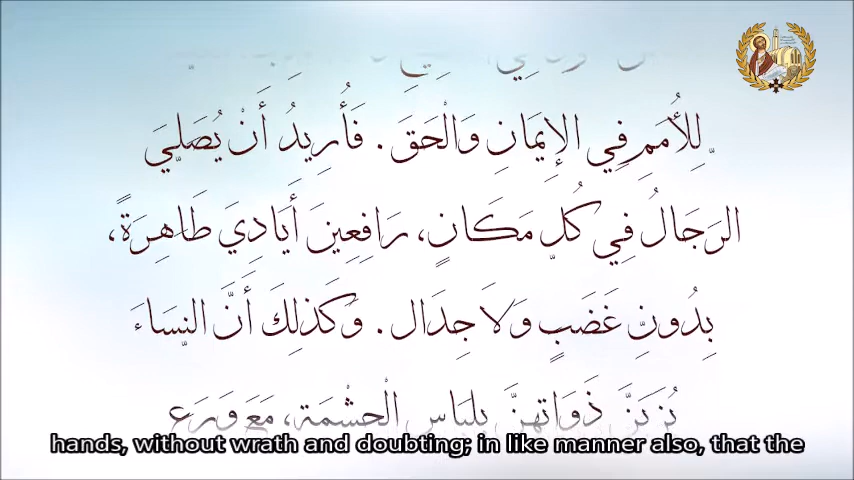 لِلأُمَمِ فِي الإِيمَانِ وَالْحَقَ. فَأُرِيدُ أَنْ يُصَلِّيَ
الرَجَالُ فِي كُلِّ مَكَانٍ، رَافِعِينَ أَيَادِيَ طَاهِرَةً،
بِدُونِ غَضَبٍ وَلاَ جِدَال. وَكَذلِكَ أَنَّ النِّسَاءَ
يُزَيِّنَّ ذَوَاتِهِنَّ بِلِبَاسِ الْحِشْمَةِ، مَعَ وَرَعٍ
hands, without wrath and doubting; in like manner also, that the